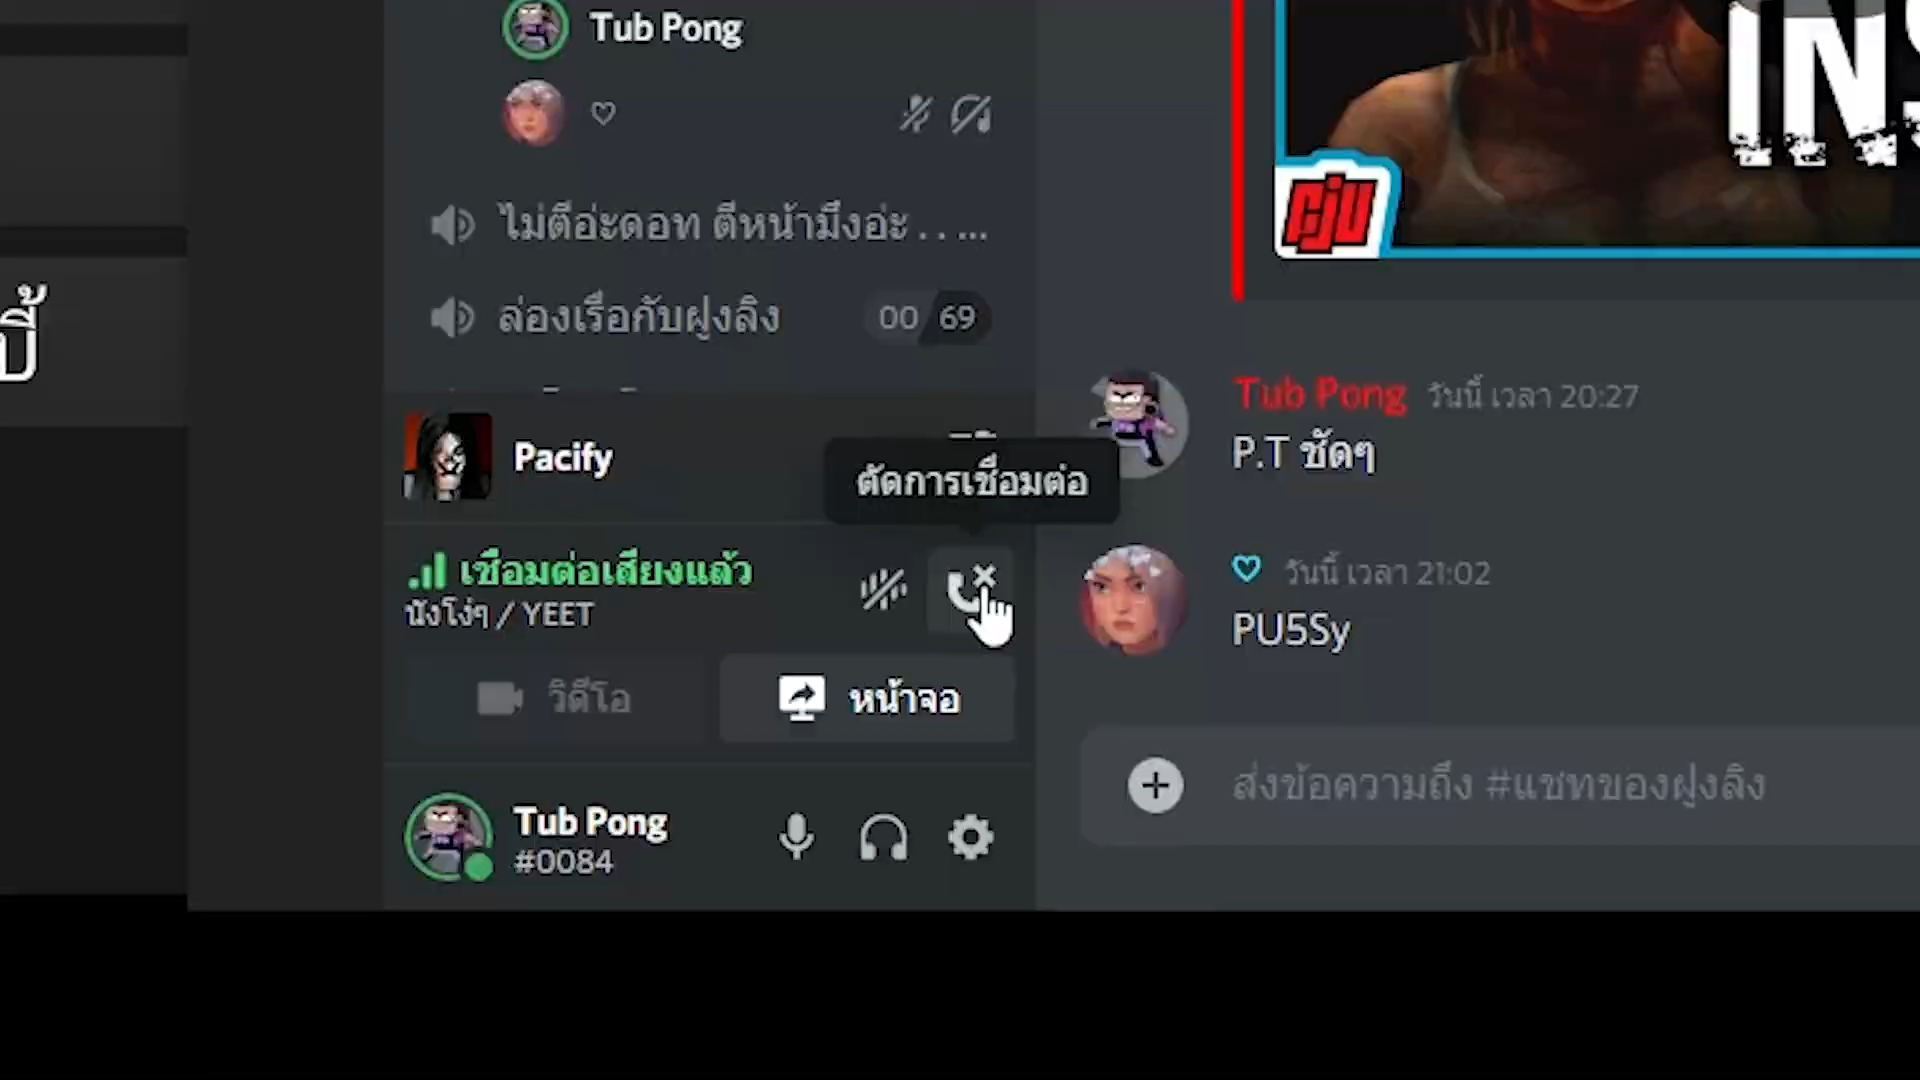 Tub Pong
♡
ไม่ตีอ่ะดอท ตีหน้ามึงอ่ะ . . ...
ล่องเรือกับฝูงลิง 00 69
Pacify
ตัดการเชื่อมต่อ
เชื่อมต่อเสียงแล้ว
นั่งโง่ๆ / YEET
วิดีโอ
หน้าจอ
Tub Pong
#0084
INS
Tub Pong วันนี้ เวลา 20:27
P.T ชัดๆ
♡ วันนี้ เวลา 21:02
PU5Sy
ส่งข้อความถึง #แชทของฝูงลิง